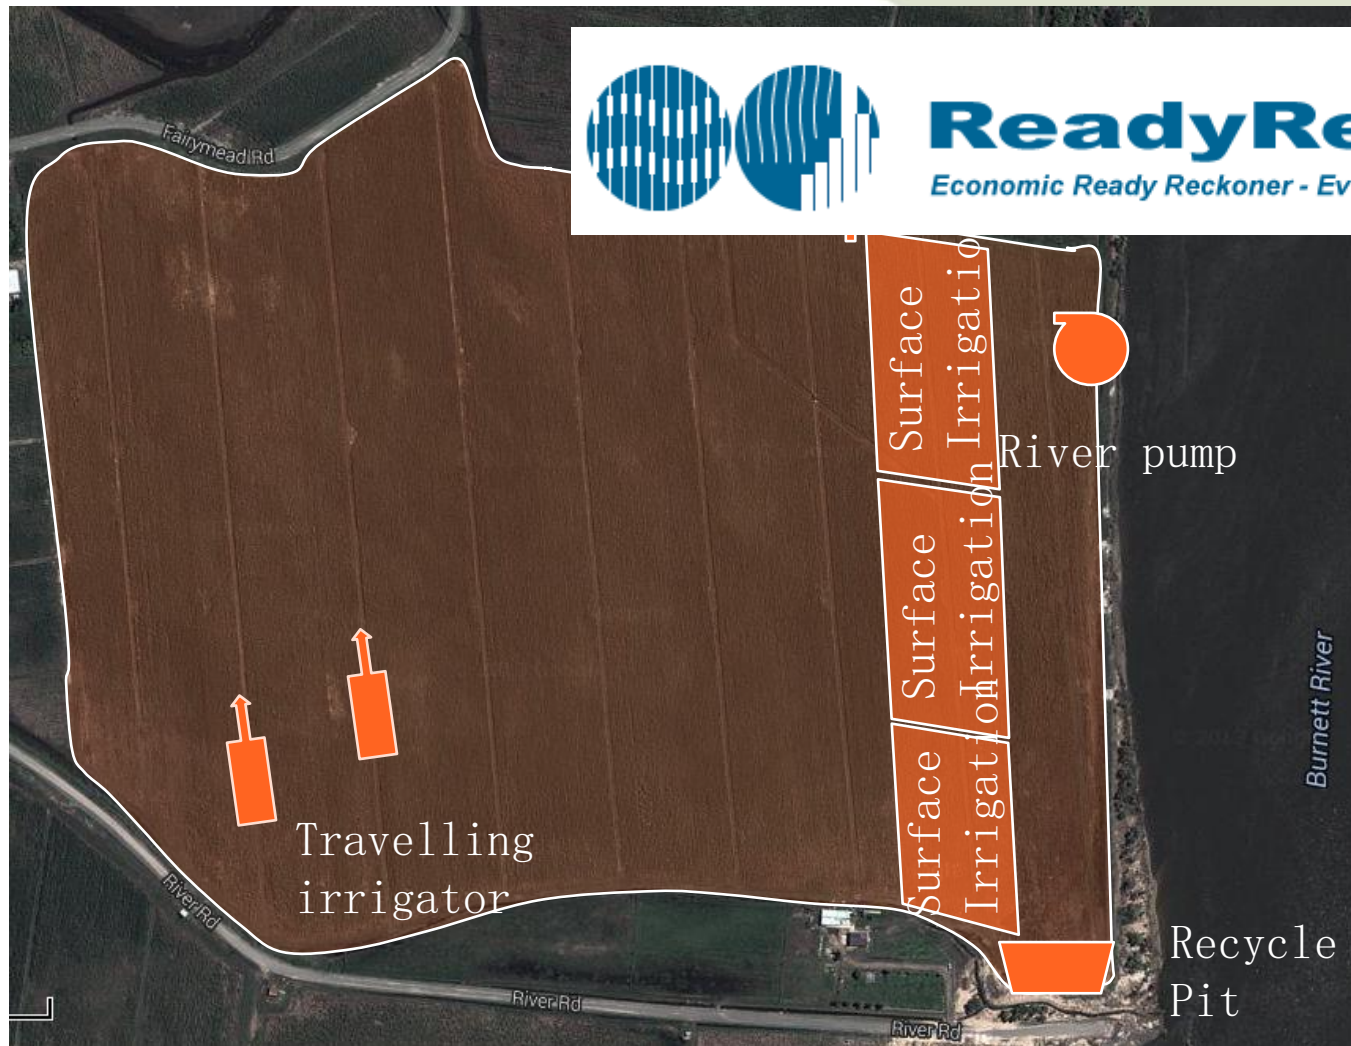 ReadyRe
Economic Ready Reckoner - Ev
Fairymead Rd
Surface
Irrigatio
River pump
Surface
Irrigation
Surface
Irrigation
Burnett River
Travelling
irrigator
River Rd
Recycle
Pit
River Rd
River Rd